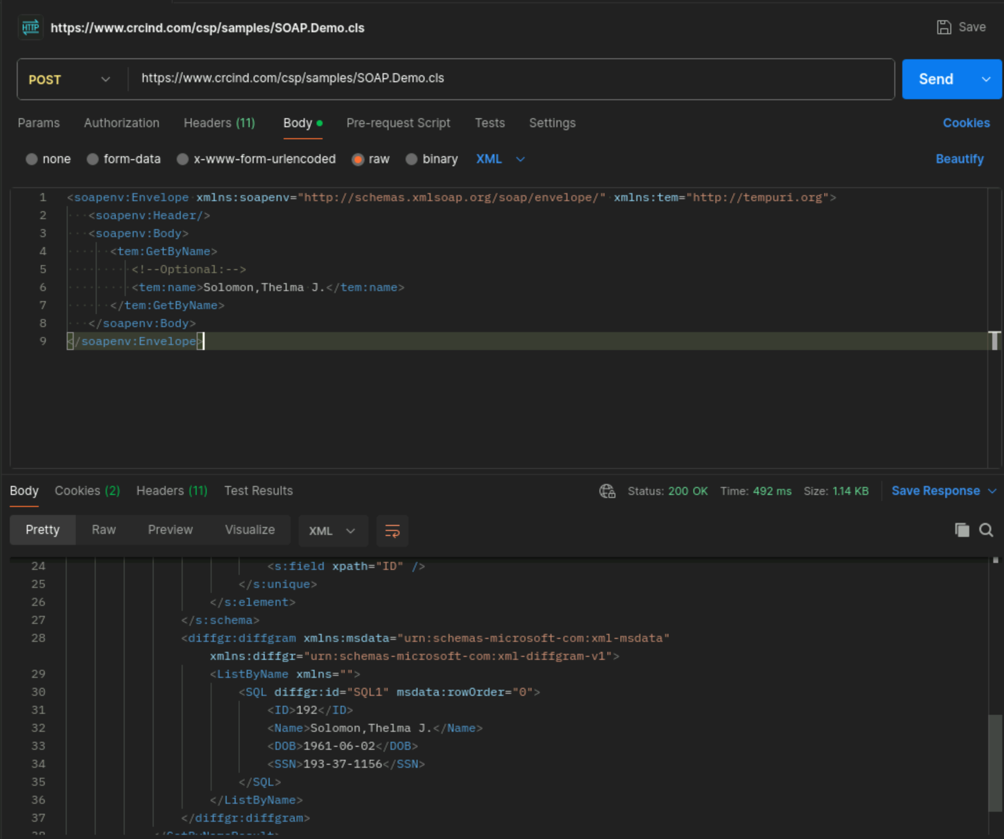 HTTP https://www.crcind.com/csp/samples/SOAP.Demo.cls Save
POST https://www.crcind.com/csp/samples/SOAP.Demo.cls Send
Params Authorization Headers (11) Body Pre-request Script Tests Settings Cookies
none form-data x-www-form-urlencoded raw binary XML Beautify
1 <soapenv:Envelope xmlns:soapenv="http://schemas.xmlsoap.org/soap/envelope/" xmlns:tem="http://tempuri.org">
2 <soapenv:Header/>
3 <soapenv:Body>
4 <tem:GetByName>
5 <!--Optional:-->
6 <tem:name>Solomon,Thelma J.</tem:name>
7 </tem:GetByName>
8 </soapenv:Body>
9 </soapenv:Envelope>
Body Cookies (2) Headers (11) Test Results Status: 200 OK Time: 492 ms Size: 1.14 KB Save Response
Pretty Raw Preview Visualize XML
24 <s:field xpath="ID" />
25 </s:unique>
26 </s:element>
27 </s:schema>
28 <diffgr:diffgram xmlns:msdata="urn:schemas-microsoft-com:xml-msdata"
xmlns:diffgr="urn:schemas-microsoft-com:xml-diffgram-v1">
29 <ListByName xmlns="">
30 <SQL diffgr:id="SQL1" msdata:rowOrder="0">
31 <ID>192</ID>
32 <Name>Solomon,Thelma J.</Name>
33 <DOB>1961-06-02</DOB>
34 <SSN>193-37-1156</SSN>
35 </SQL>
36 </ListByName>
37 </diffgr:diffgram>
38 </GetByNameResult>